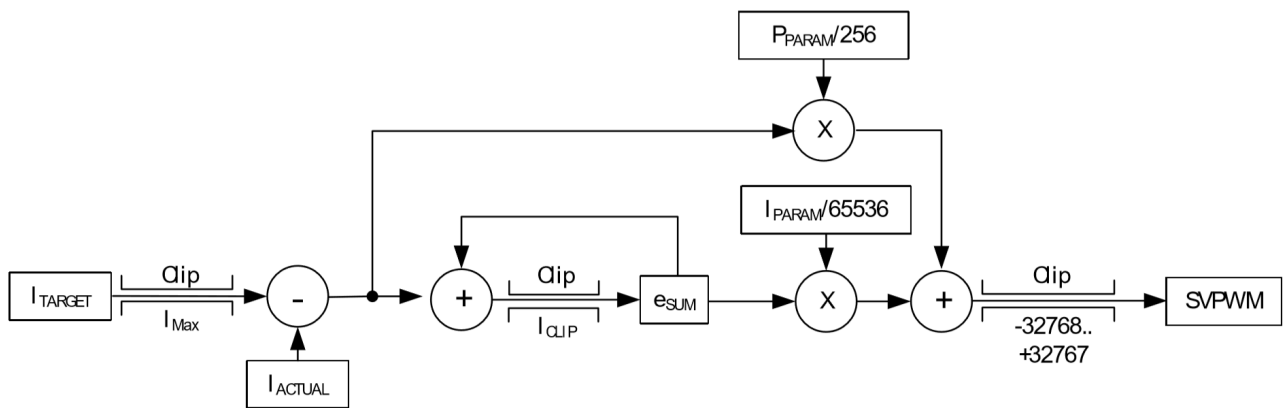 PPARAM/256
X
IPARAM/65536
Clip
Clip
Clip
ITARGET
-
+
eSUM
X
+
SVPWM
IMax
ICLIP
-32768..
+32767
IACTUAL